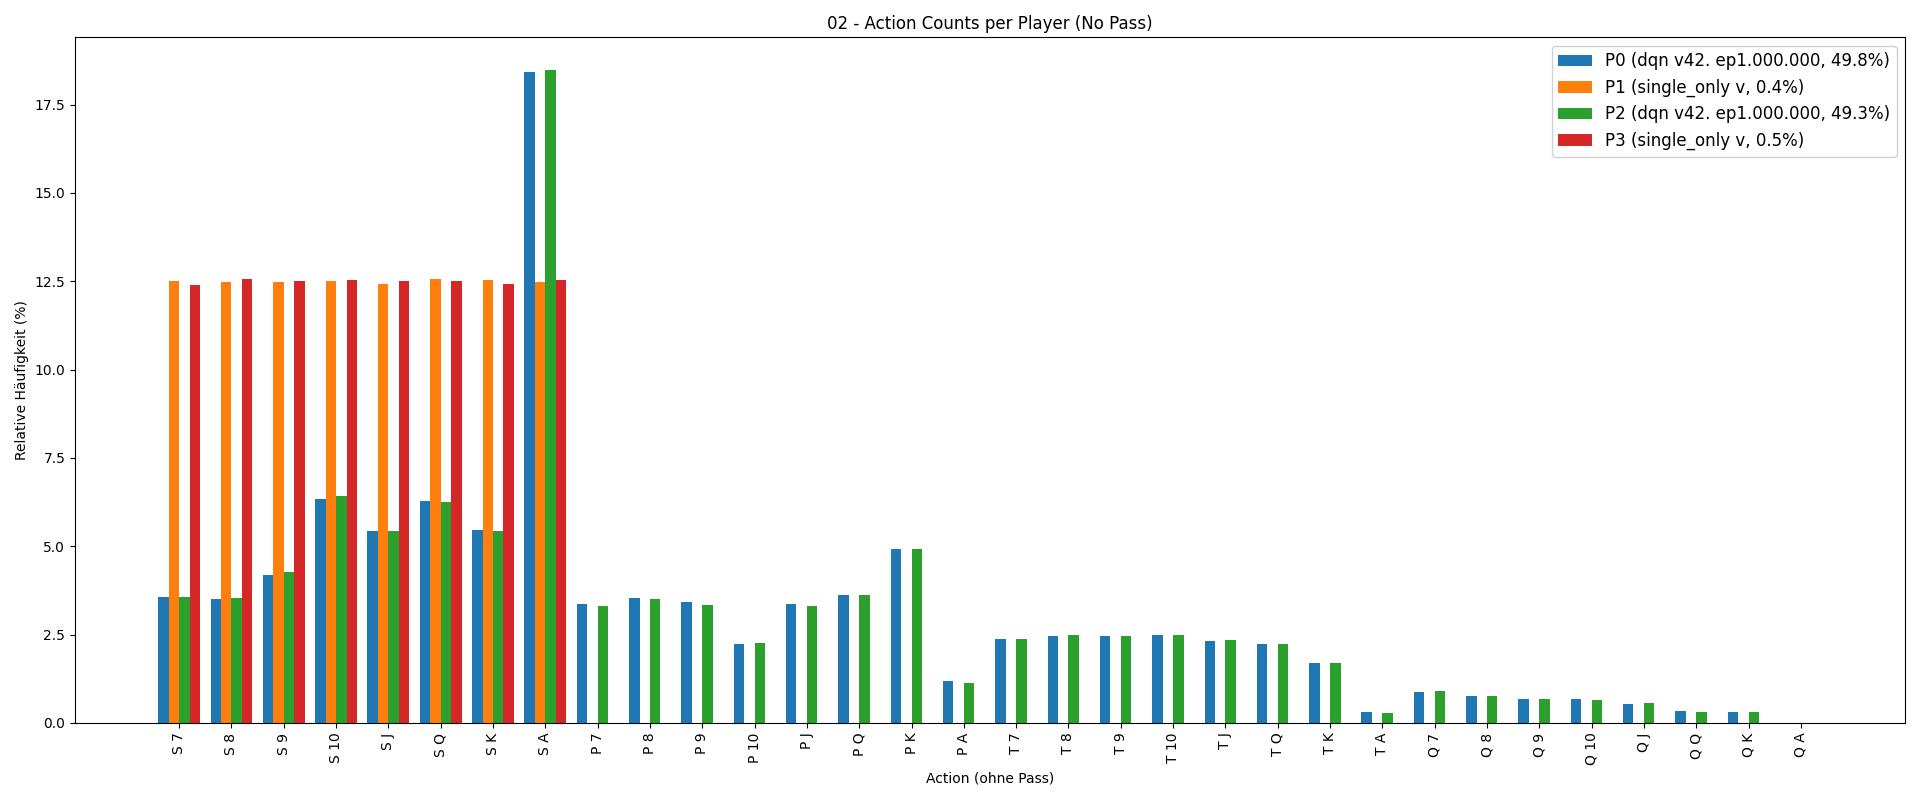 02 - Action Counts per Player (No Pass)
P0 (dqn v42. ep1.000.000, 49.8%)
P1 (single_only v, 0.4%)
P2 (dqn v42. ep1.000.000, 49.3%)
P3 (single_only v, 0.5%)
Relative Häufigkeit (%)
17.5
15.0
12.5
10.0
7.5
5.0
2.5
0.0
S 7
S 8
S 9
S 10
S J
S Q
S K
S A
P 7
P 8
P 9
P 10
P J
P Q
P K
P A
T 7
T 8
T 9
T 10
T J
T Q
T K
T A
Q 7
Q 8
Q 9
Q 10
Q J
Q Q
Q K
Q A
Action (ohne Pass)